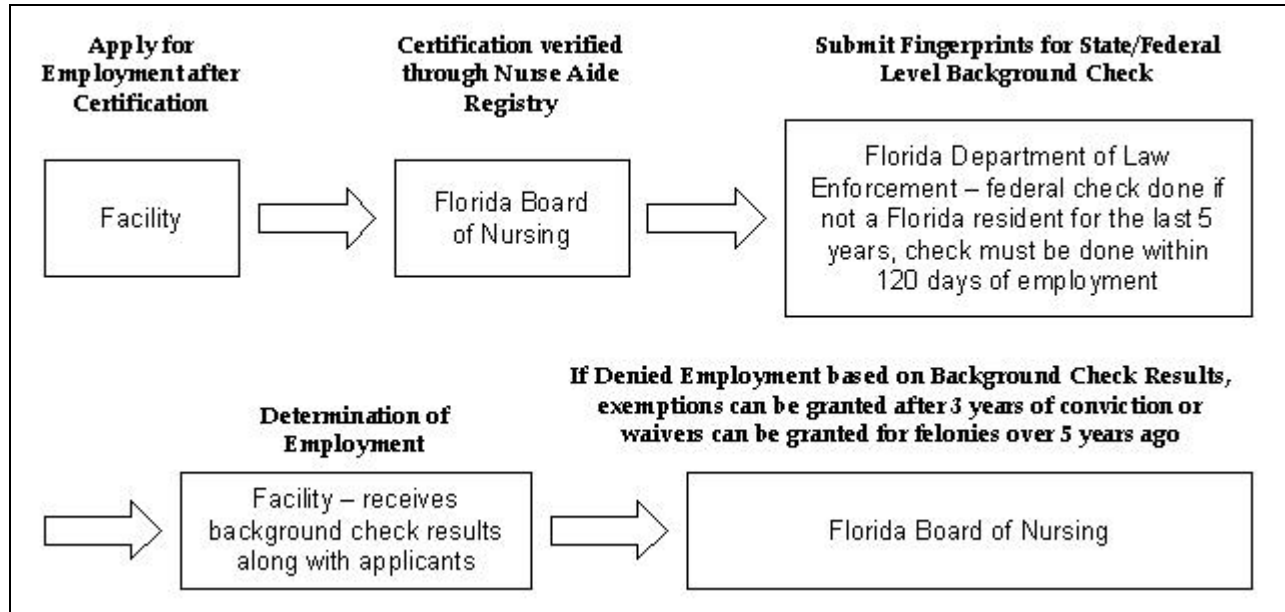 Apply for
Employment after
Certification
Facility
Certification verified
through Nurse Aide
Registry
Florida Board
of Nursing
Submit Fingerprints for State/Federal
Level Background Check
Florida Department of Law
Enforcement – federal check done if
not a Florida resident for the last 5
years, check must be done within
120 days of employment
Determination of
Employment
Facility – receives
background check results
along with applicants
If Denied Employment based on Background Check Results,
exemptions can be granted after 3 years of conviction or
waivers can be granted for felonies over 5 years ago
Florida Board of Nursing